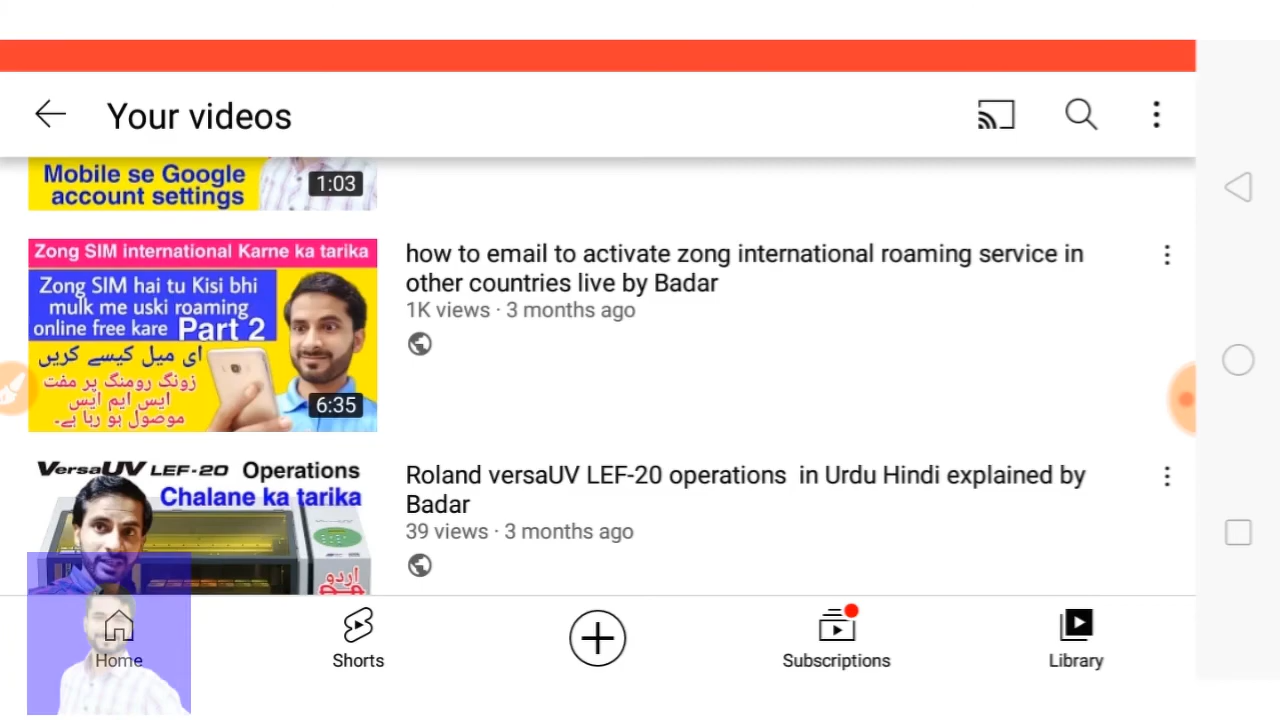 Your videos
Mobile se Google
account settings
1:03
Zong SIM international Karne ka tarika
Zong SIM hai tu Kisi bhi
mulk me uski roaming
online free kare Part 2
ای میل کیسے کریں
زونگ رومنگ پر مفت
ایس ایم ایس
موصول ہو رہا ہے۔
6:35
how to email to activate zong international roaming service in
other countries live by Badar
1K views · 3 months ago
VersaUV LEF-20 Operations
Chalane ka tarika
اردو
Roland versaUV LEF-20 operations in Urdu Hindi explained by
Badar
39 views · 3 months ago
Home
Shorts
Subscriptions
Library